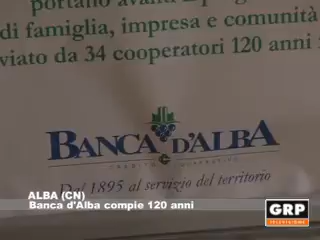 portano avanti
di famiglia, impresa e comunità
viato da 34 cooperatori 120 anni
BANCA D'ALBA
CREDITO COOPERATIVO
Dal 1895 al servizio del territorio
ALBA (CN)
Banca d'Alba compie 120 anni
GRP
TELEVISIONE